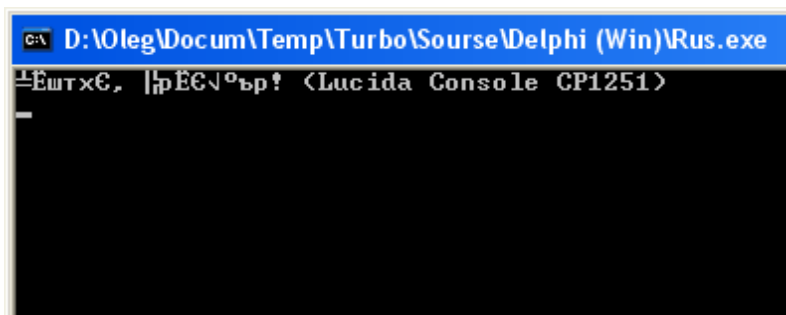 D:\Oleg\Docum\Temp\Turbo\Sourse\Delphi (Win)\Rus.exe
╧ЁштхЄ, ╠рЁЄ√°ър! (Lucida Console CP1251)